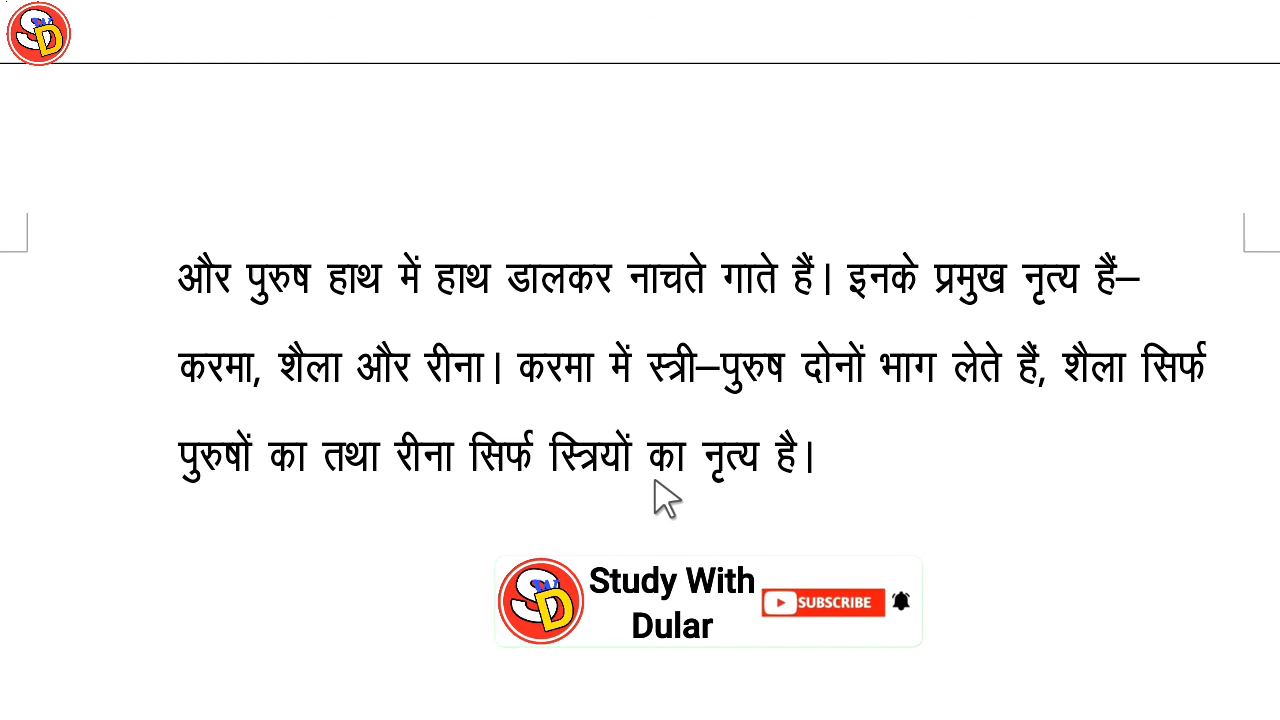 और पुरुष हाथ में हाथ डालकर नाचते गाते हैं। इनके प्रमुख नृत्य हैं–
करमा, शैला और रीना। करमा में स्त्री–पुरुष दोनों भाग लेते हैं, शैला सिर्फ
पुरुषों का तथा रीना सिर्फ स्त्रियों का नृत्य है।
Study With
Dular
SUBSCRIBE